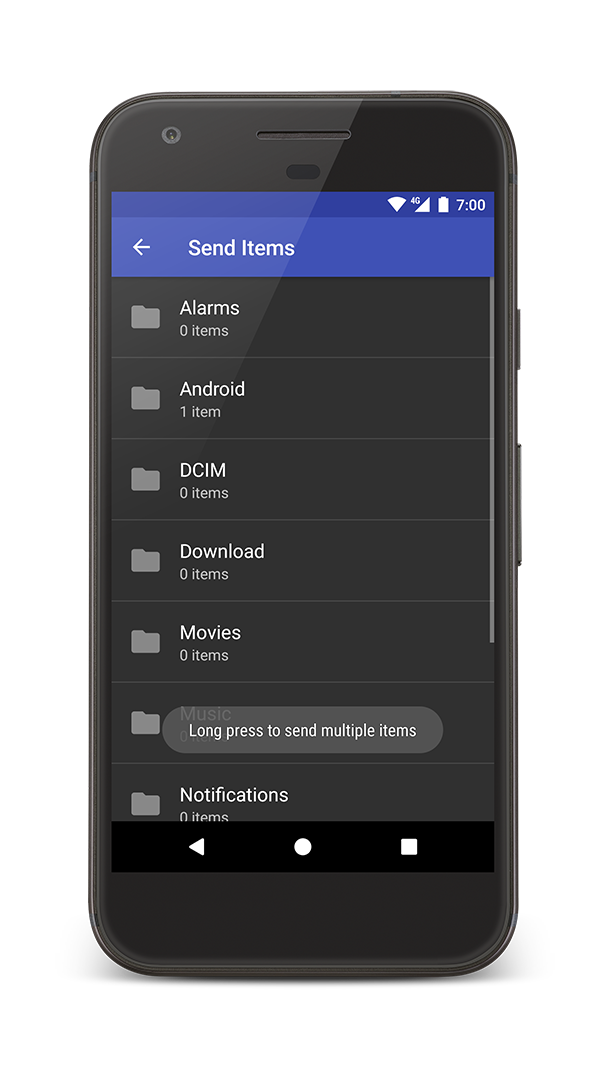 4G 7:00
Send Items
Alarms
0 items
Android
1 item
DCIM
0 items
Download
0 items
Movies
0 items
Music
Long press to send multiple items
Notifications
0 items